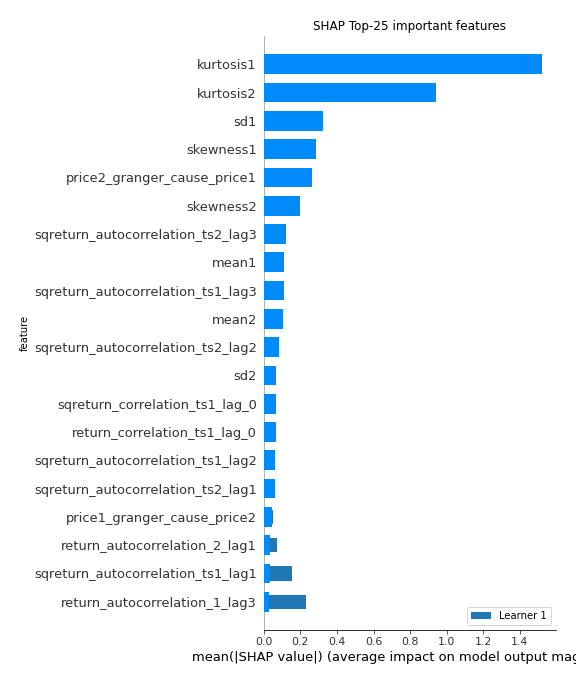 SHAP Top-25 important features
kurtosis1
kurtosis2
sd1
skewness1
price2_granger_cause_price1
skewness2
sqreturn_autocorrelation_ts2_lag3
mean1
sqreturn_autocorrelation_ts1_lag3
mean2
feature
sqreturn_autocorrelation_ts2_lag2
sd2
sqreturn_correlation_ts1_lag_0
return_correlation_ts1_lag_0
sqreturn_autocorrelation_ts1_lag2
sqreturn_autocorrelation_ts2_lag1
price1_granger_cause_price2
return_autocorrelation_2_lag1
sqreturn_autocorrelation_ts1_lag1
return_autocorrelation_1_lag3
Learner 1
0.0 0.2 0.4 0.6 0.8 1.0 1.2 1.4
mean(|SHAP value|) (average impact on model output mag